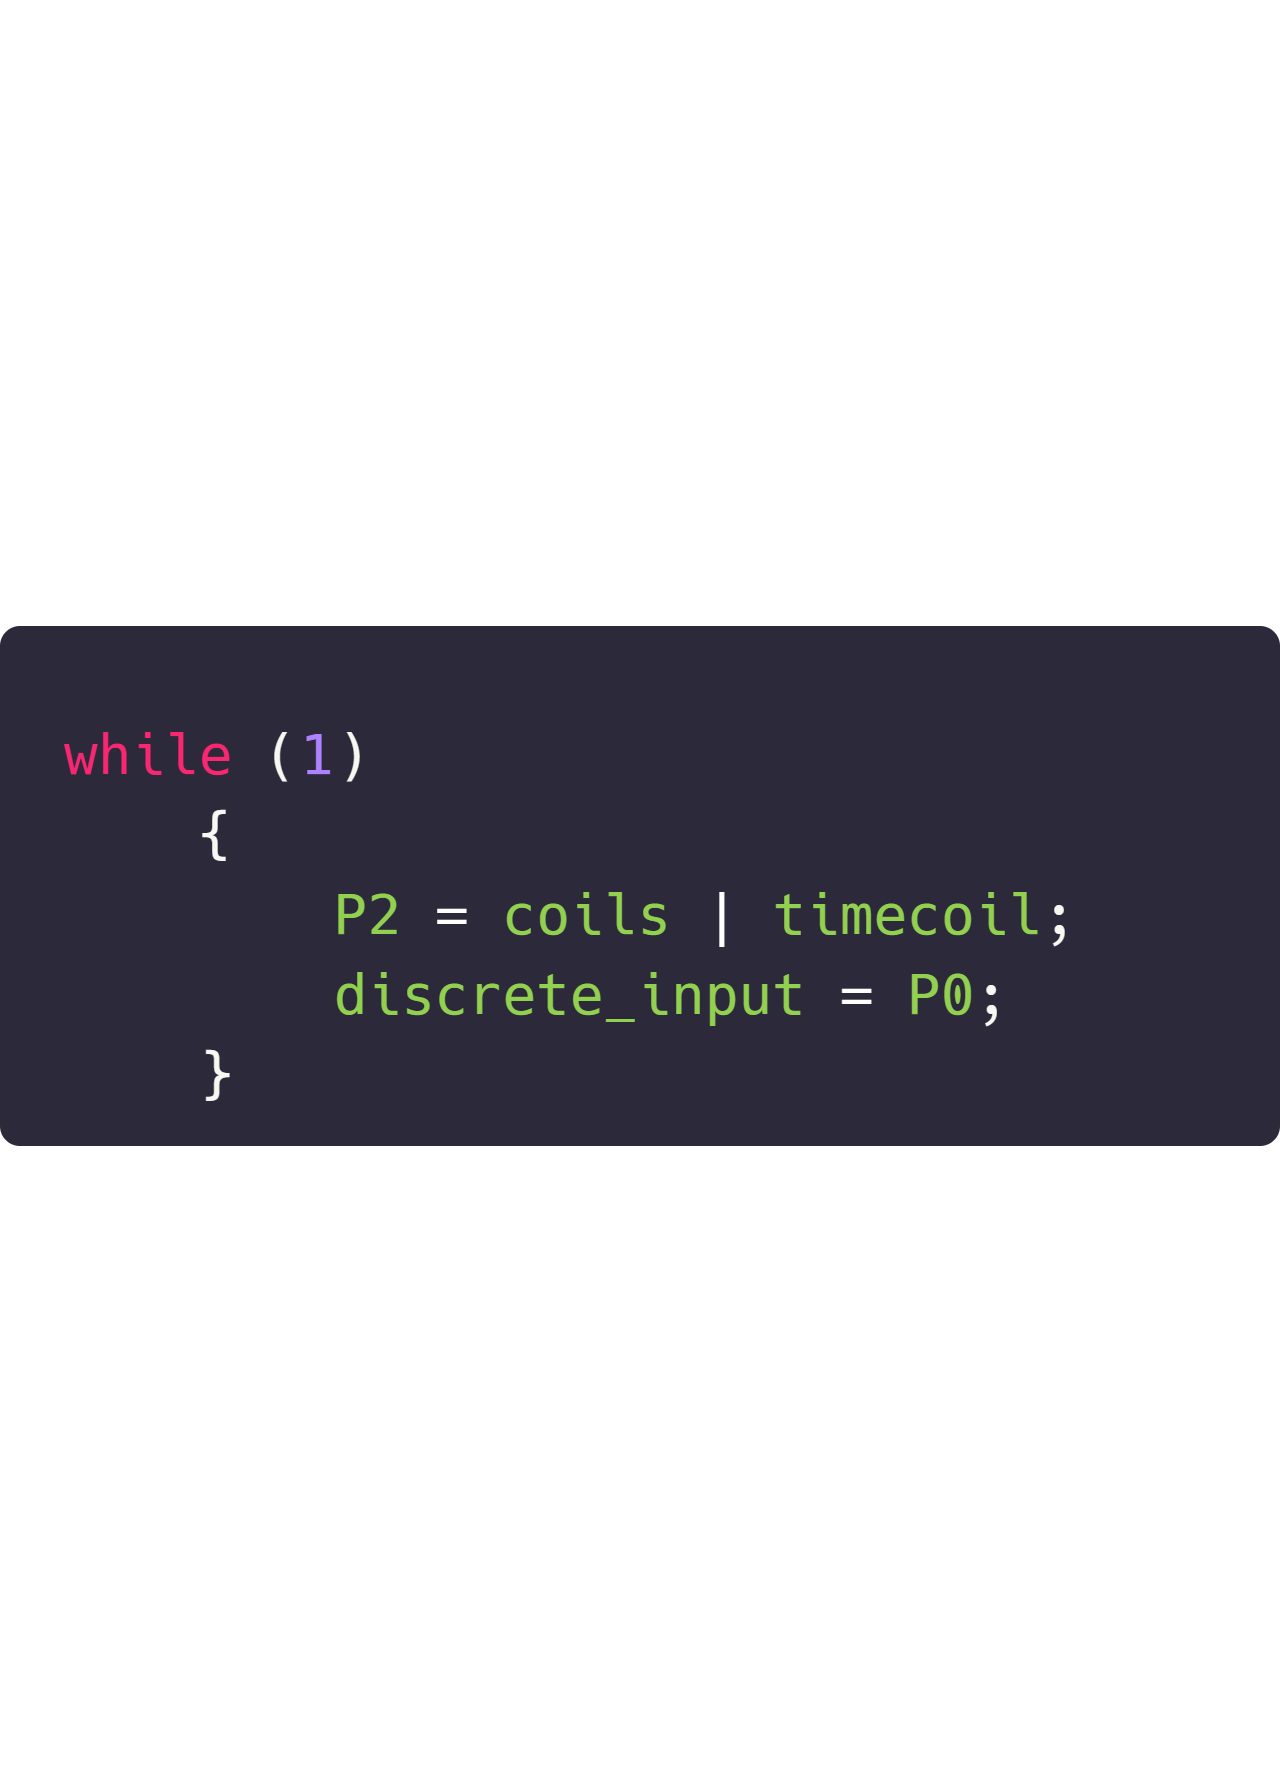 while (1)
    {
        P2 = coils | timecoil;
        discrete_input = P0;
    }